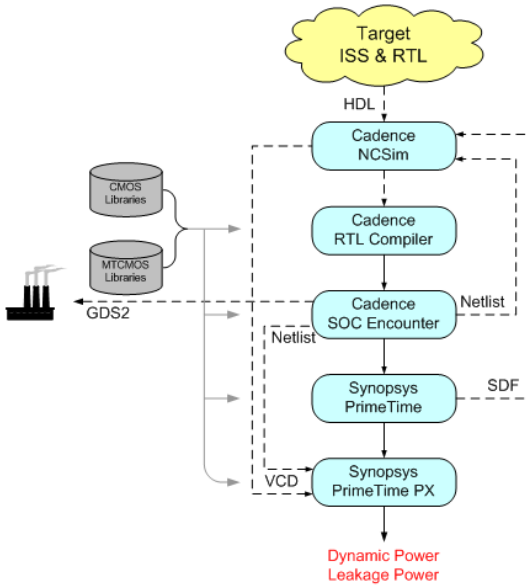 Target
ISS & RTL
HDL
Cadence
NCSim
CMOS
Libraries
Cadence
RTL Compiler
MTCMOS
Libraries
GDS2
Cadence
SOC Encounter
Netlist
Netlist
Synopsys
PrimeTime
SDF
VCD
Synopsys
PrimeTime PX
Dynamic Power
Leakage Power